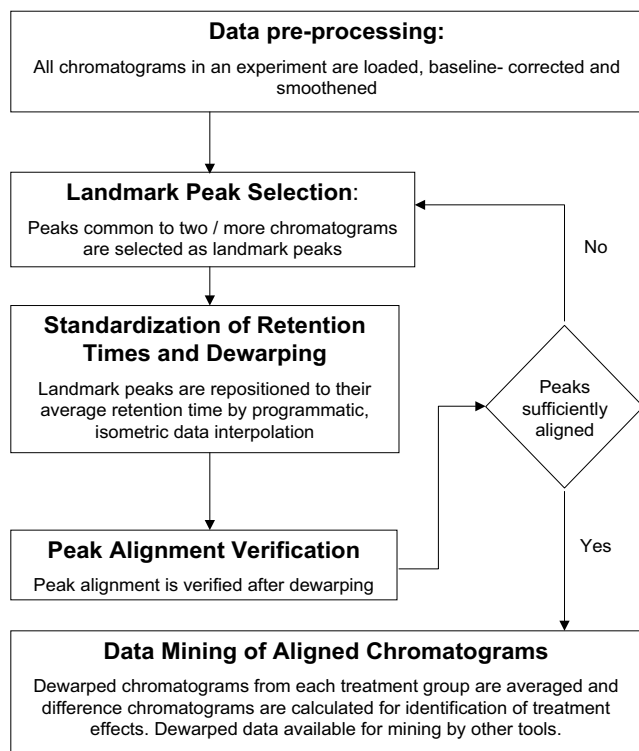 Data pre-processing:
All chromatograms in an experiment are loaded, baseline- corrected and
smoothened
Landmark Peak Selection:
Peaks common to two / more chromatograms
are selected as landmark peaks
No
Standardization of Retention
Times and Dewarping
Landmark peaks are repositioned to their
average retention time by programmatic,
isometric data interpolation
Peaks
sufficiently
aligned
Peak Alignment Verification
Peak alignment is verified after dewarping
Yes
Data Mining of Aligned Chromatograms
Dewarped chromatograms from each treatment group are averaged and
difference chromatograms are calculated for identification of treatment
effects. Dewarped data available for mining by other tools.